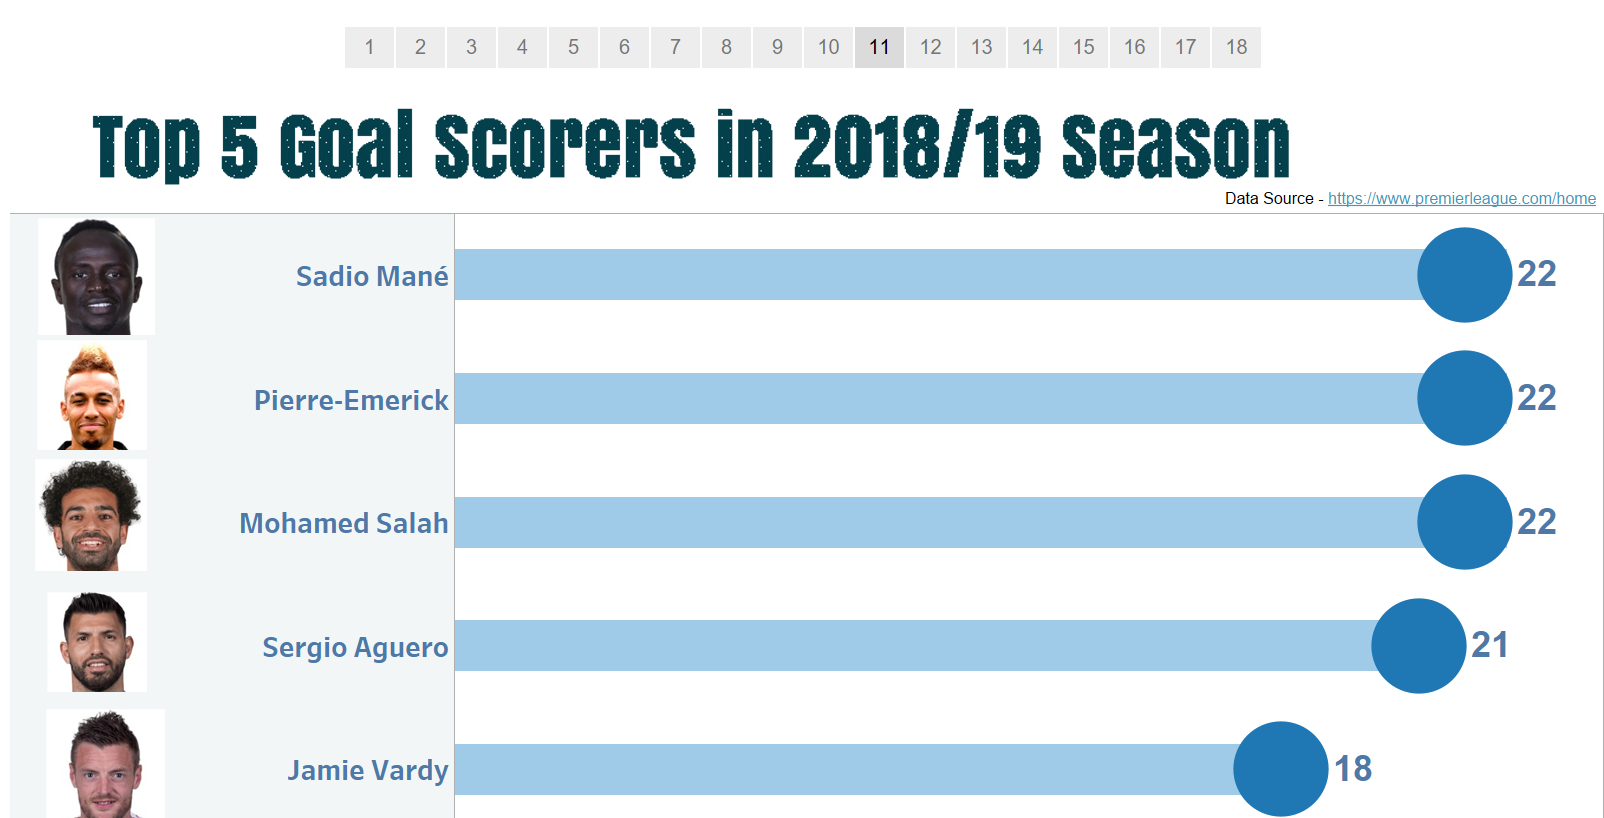 1 2 3 4 5 6 7 8 9 10 11 12 13 14 15 16 17 18
Top 5 Goal Scorers in 2018/19 Season
Data Source - https://www.premierleague.com/home
Sadio Mané 22
Pierre-Emerick 22
Mohamed Salah 22
Sergio Aguero 21
Jamie Vardy 18